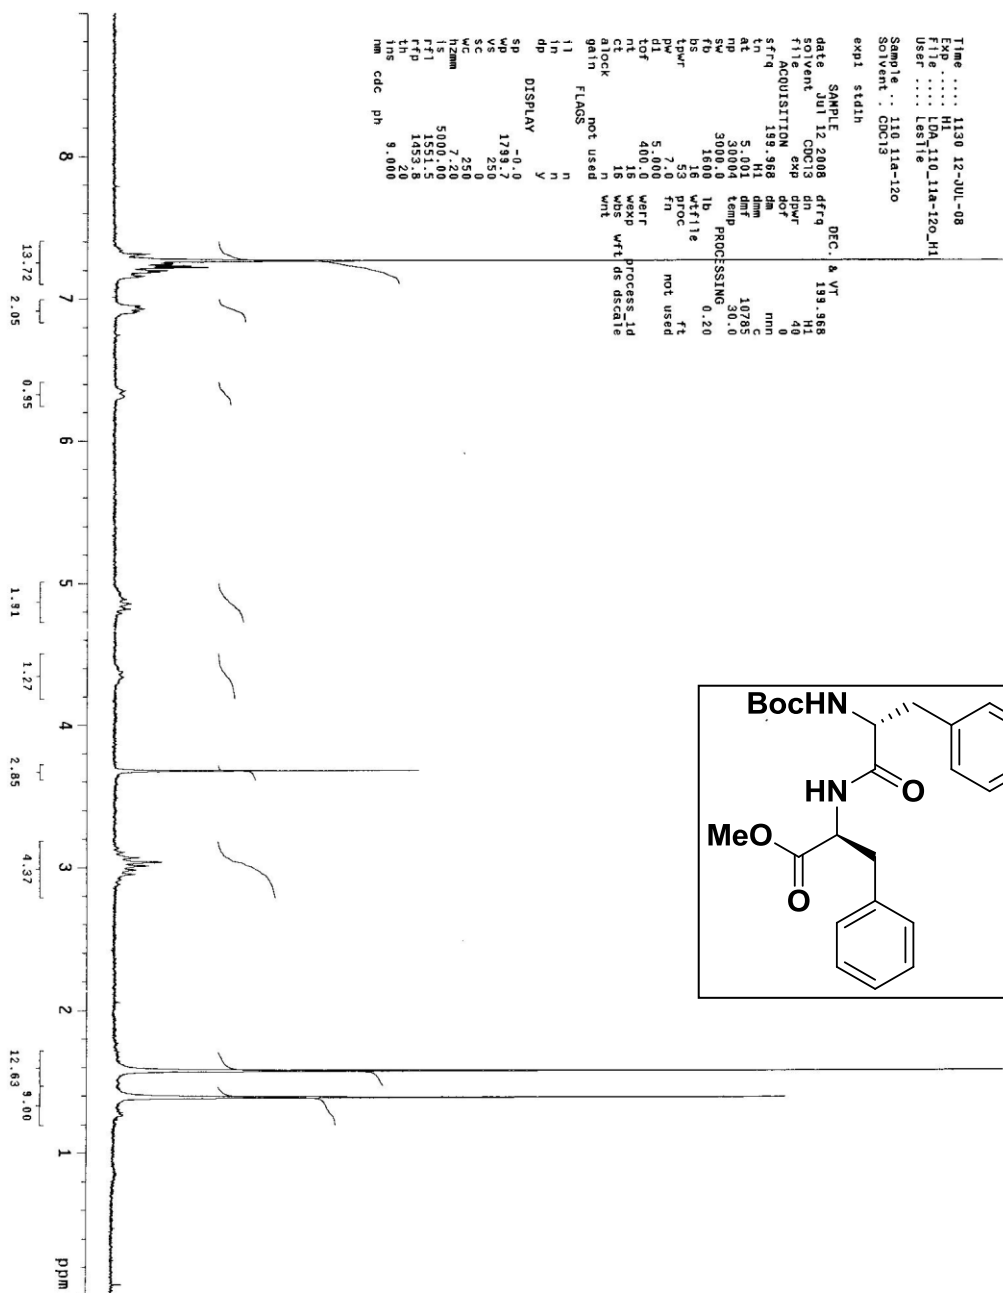 Time .... 1130 12-JUL-08
Exp ..... H1
File .... LDA_110_11a-12o_H1
User .... Leslie
Sample .. 110_11a-12o
Solvent . CDCl3
exp1 stdih
SAMPLE DEC. & VT
date Jul 12 2008 dfrq 199.968
solvent CDCl3 dn H1
file exp dpwr 40
ACQUISITION dof 0
sfrq 199.968 dm nnn
tn H1 dmm c
at 5.001 dmf 10785
np 30004 temp 30.0
sw 3000.0 PROCESSING
fb 1600 lb 0.20
bs 16 wtfile
tpwr 53 proc ft
pw 7.0 fn not used
d1 5.000
tof 400.0 werr
nt 16 wexp process_1d
ct 16 wbs wft ds dscale
alock n wnt
gain not used
FLAGS
il n
in n
dp y
DISPLAY
sp -0.0
wp 1799.7
vs 250
sc 0
wc 250
hzmm 7.20
is 5000.00
rfl 1551.5
rfp 1453.8
th 20
ins 9.000
nm cdc ph
BocHN
O
HN
MeO
O
8
7
6
5
4
3
2
1
ppm
13.72
2.05
0.95
1.91
1.27
2.85
4.37
12.63
9.00